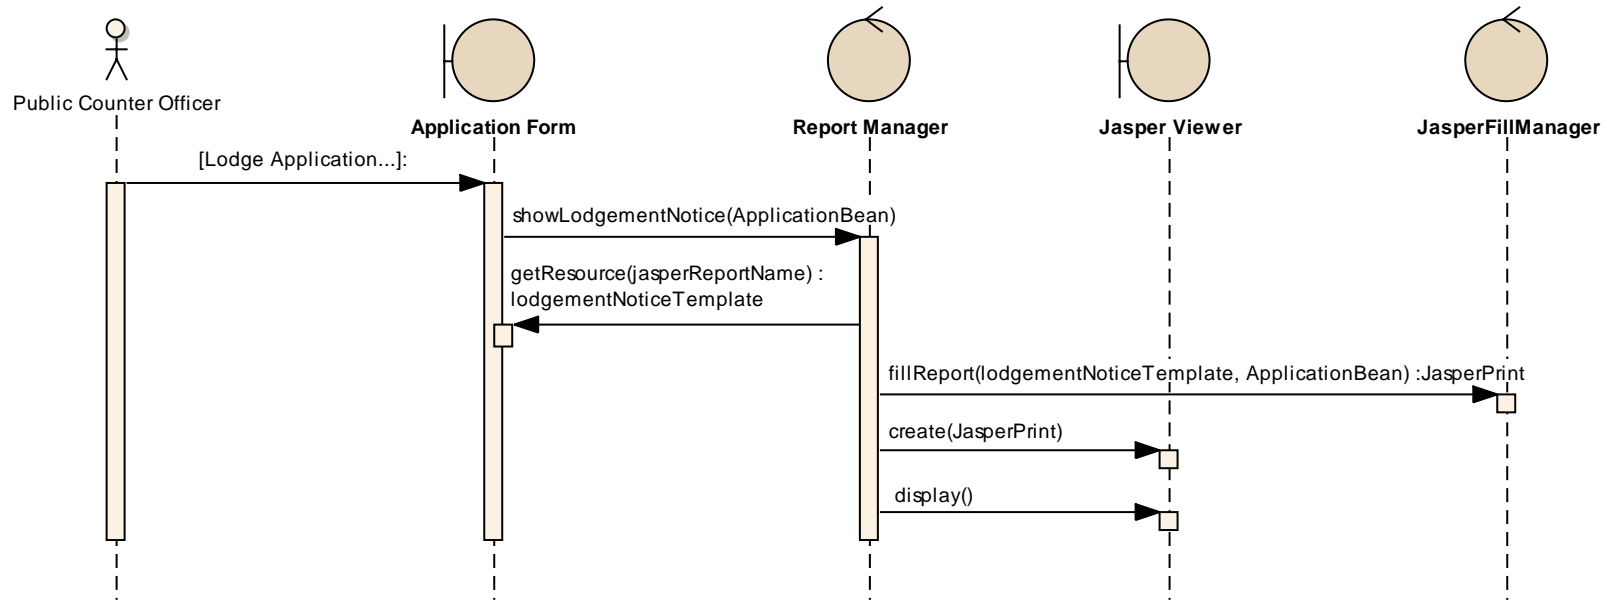 Public Counter Officer
Application Form
Report Manager
Jasper Viewer
JasperFillManager
[Lodge Application...]:
showLodgementNotice(ApplicationBean)
getResource(jasperReportName) :
lodgementNoticeTemplate
fillReport(lodgementNoticeTemplate, ApplicationBean) :JasperPrint
create(JasperPrint)
display()